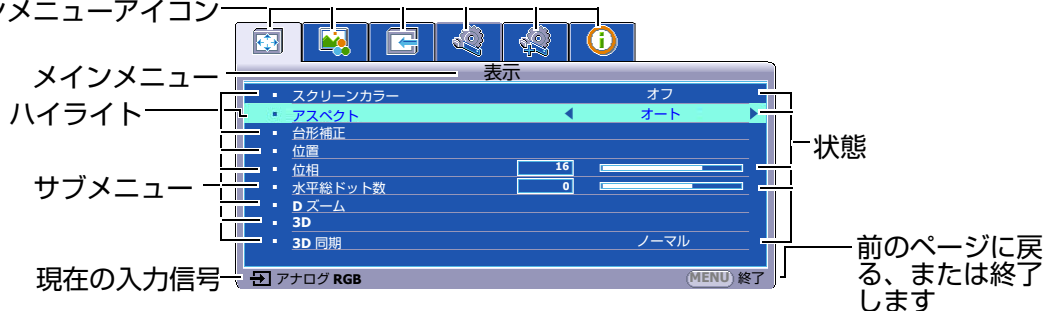 ンメニューアイコン
表示
メインメニュー
スクリーンカラー オフ
ハイライト
アスペクト オート
台形補正
状態
位置
位相 16
サブメニュー
水平総ドット数 0
D ズーム
3D
3D 同期 ノーマル
現在の入力信号
アナログ RGB
MENU 終了
前のページに戻
る、または終了
します